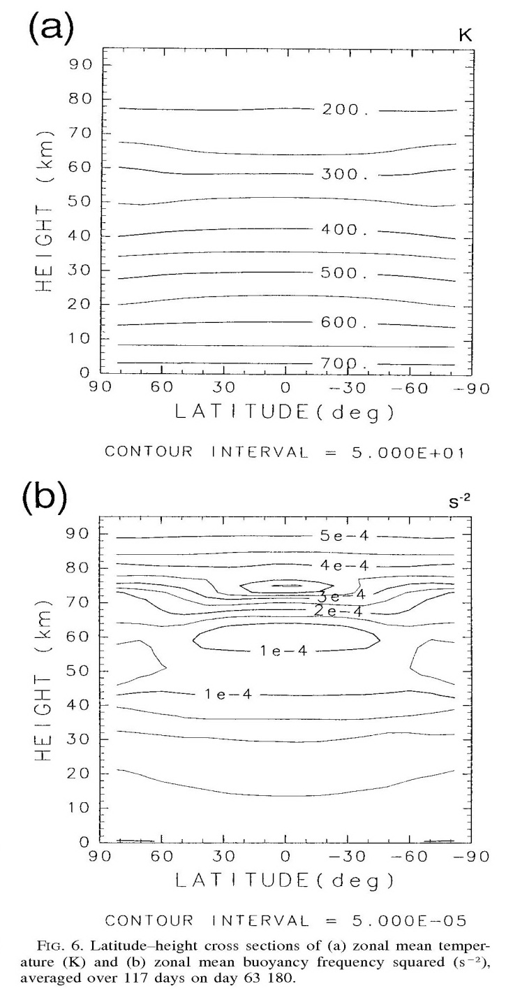 (a)
K
90
80
70
60
50
40
30
20
10
0
HEIGHT (km)
200.
300.
400.
500.
600.
700.
90 60 30 0 -30 -60 -90
LATITUDE(deg)
CONTOUR INTERVAL = 5.000E+01
(b)
s-2
90
80
70
60
50
40
30
20
10
0
HEIGHT (km)
5e-4
4e-4
3e-4
2e-4
1e-4
1e-4
90 60 30 0 -30 -60 -90
LATITUDE(deg)
CONTOUR INTERVAL = 5.000E-05
FIG. 6. Latitude–height cross sections of (a) zonal mean temper-
ature (K) and (b) zonal mean buoyancy frequency squared (s−2),
averaged over 117 days on day 63 180.